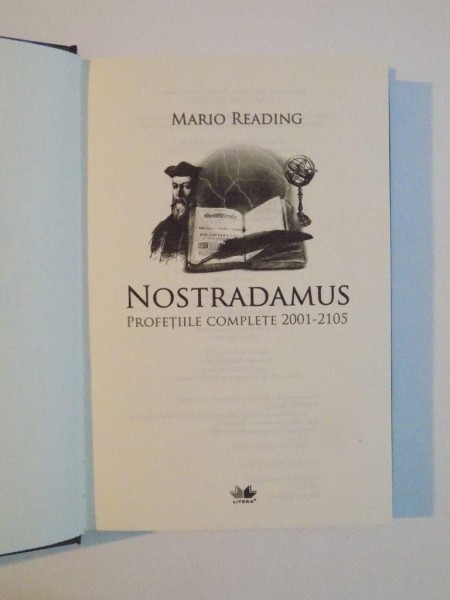 MARIO READING
NOSTRADAMUS
PROFEȚIILE COMPLETE 2001-2105
LITERA®